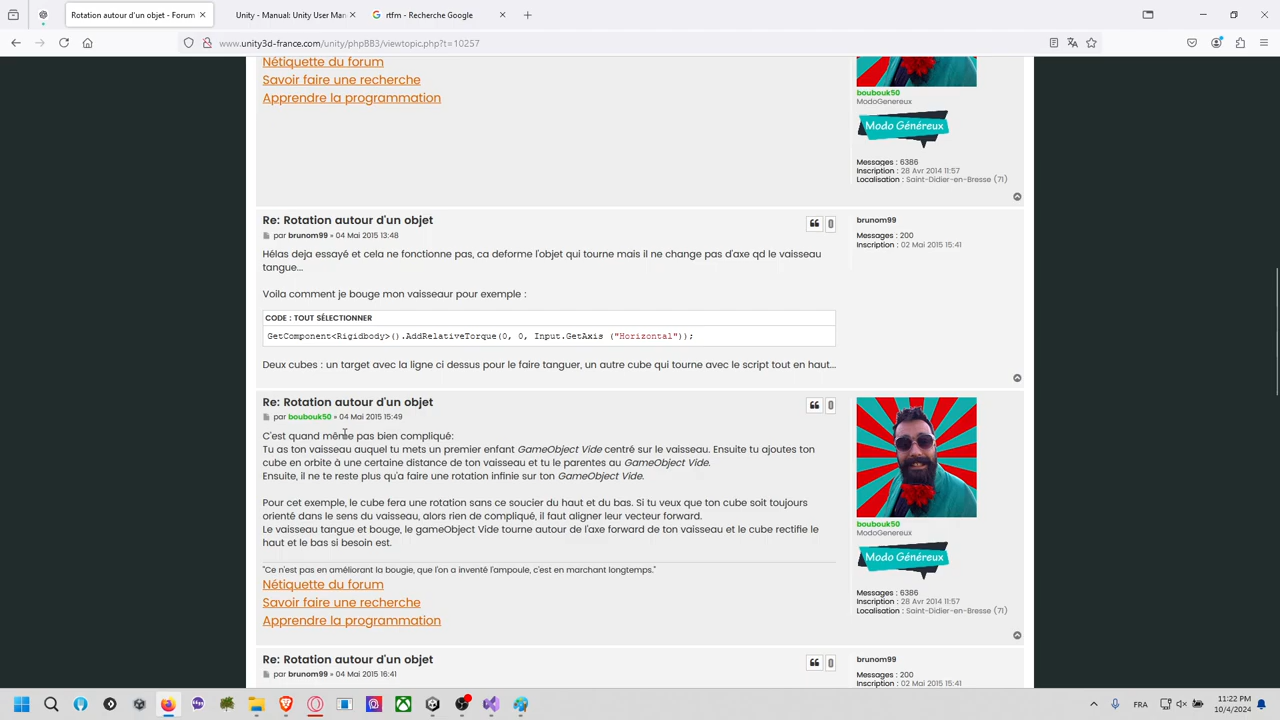 Rotation autour d'un objet - Forum
Unity - Manual: Unity User Man
rtfm - Recherche Google
www.unity3d-france.com/unity/phpBB3/viewtopic.php?t=10257
Nétiquette du forum
Savoir faire une recherche
Apprendre la programmation
boubouk50
ModoGenereux
Modo Généreux
Messages : 6386
Inscription : 28 Avr 2014 11:57
Localisation : Saint-Didier-en-Bresse (71)
Re: Rotation autour d'un objet
par brunom99 » 04 Mai 2015 13:48
0
brunom99
Messages : 200
Inscription : 02 Mai 2015 15:41
Hélas deja essayé et cela ne fonctionne pas, ca deforme l'objet qui tourne mais il ne change pas d'axe qd le vaisseau
tangue...
Voila comment je bouge mon vaisseaur pour exemple :
CODE : TOUT SÉLECTIONNER
GetComponent<Rigidbody>().AddRelativeTorque(0, 0, Input.GetAxis ("Horizontal"));
Deux cubes : un target avec la ligne ci dessus pour le faire tanguer, un autre cube qui tourne avec le script tout en haut...
Re: Rotation autour d'un objet
par boubouk50 » 04 Mai 2015 15:49
0
C'est quand même pas bien compliqué:
Tu as ton vaisseau auquel tu mets un premier enfant GameObject Vide centré sur le vaisseau. Ensuite tu ajoutes ton
cube en orbite à une certaine distance de ton vaisseau et tu le parentes au GameObject Vide.
Ensuite, il ne te reste plus qu'a faire une rotation infinie sur ton GameObject Vide.
Pour cet exemple, le cube fera une rotation sans ce soucier du haut et du bas. Si tu veux que ton cube soit toujours
orienté dans le sens du vaisseau, alors rien de compliqué, il faut aligner leur vecteur forward.
Le vaisseau tangue et bouge, le gameObject Vide tourne autour de l'axe forward de ton vaisseau et le cube rectifie le
haut et le bas si besoin est.
"Ce n'est pas en améliorant la bougie, que l'on a inventé l'ampoule, c'est en marchant longtemps."
Nétiquette du forum
Savoir faire une recherche
Apprendre la programmation
boubouk50
ModoGenereux
Modo Généreux
Messages : 6386
Inscription : 28 Avr 2014 11:57
Localisation : Saint-Didier-en-Bresse (71)
Re: Rotation autour d'un objet
par brunom99 » 04 Mai 2015 16:41
0
brunom99
Messages : 200
Inscription : 02 Mai 2015 15:41
FRA
11:22 PM
10/4/2024